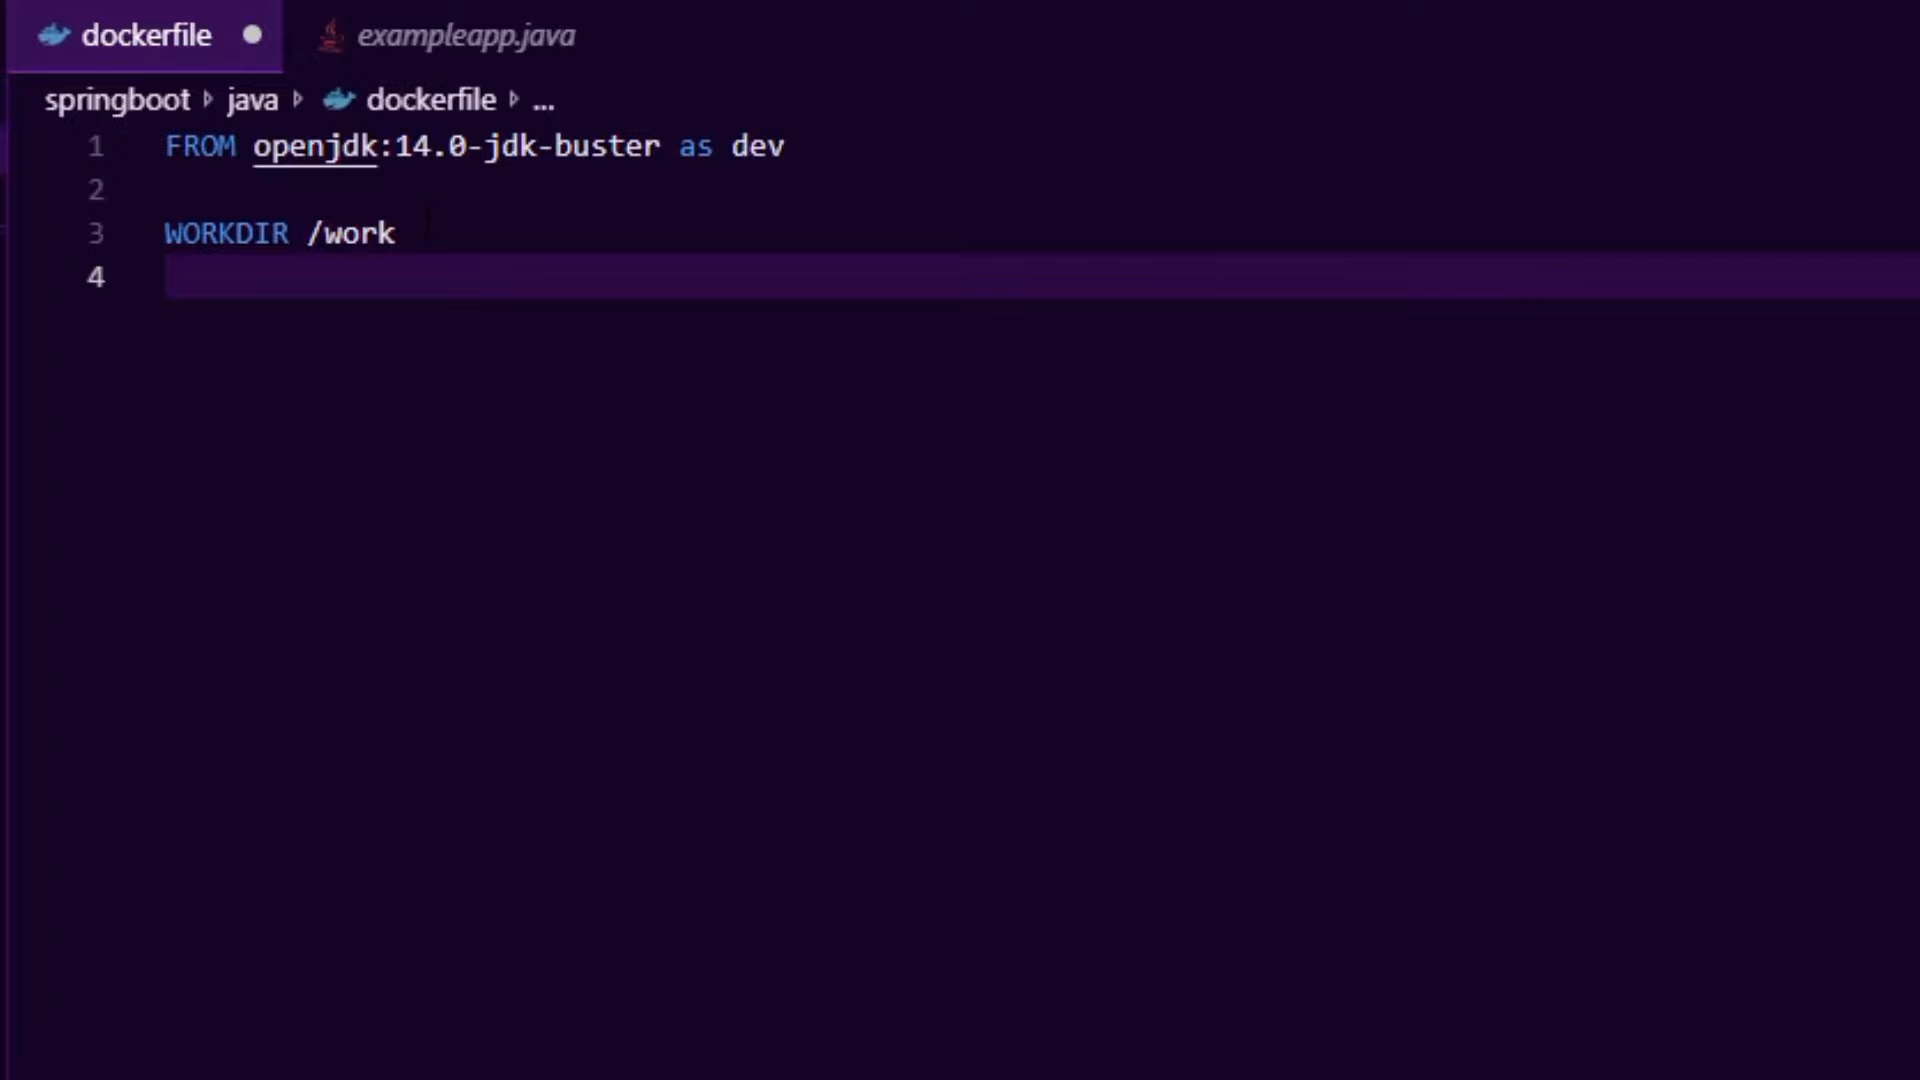 dockerfile exampleapp.java
springboot java dockerfile ...
1 FROM openjdk:14.0-jdk-buster as dev
2
3 WORKDIR /work
4